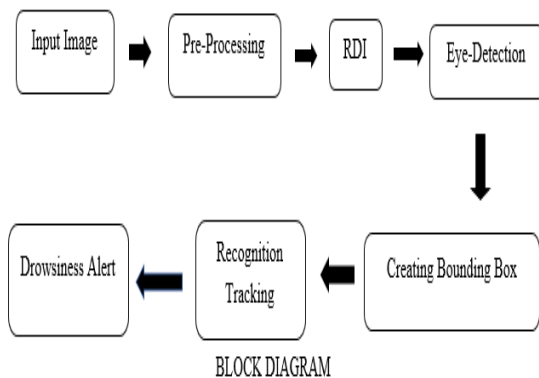 Input Image
Pre-Processing
RDI
Eye-Detection
Drowsiness Alert
Recognition
Tracking
Creating Bounding Box
BLOCK DIAGRAM